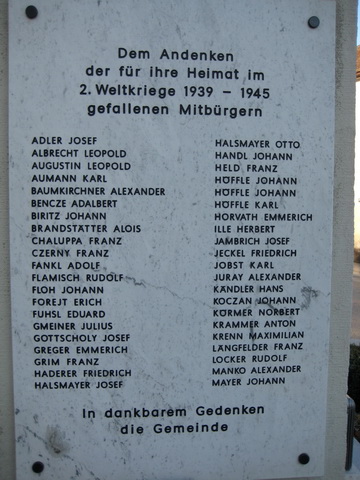 Dem Andenken
der für ihre Heimat im
2. Weltkriege 1939 – 1945
gefallenen Mitbürgern
ADLER JOSEF
ALBRECHT LEOPOLD
AUGUSTIN LEOPOLD
AUMANN KARL
BAUMKIRCHNER ALEXANDER
BENCZE ADALBERT
BIRITZ JOHANN
BRANDSTÄTTER ALOIS
CHALUPPA FRANZ
CZERNY FRANZ
FANKL ADOLF
FLAMISCH RUDOLF
FLOH JOHANN
FOREJT ERICH
FUHSL EDUARD
GMEINER JULIUS
GOTTSCHOLY JOSEF
GREGER EMMERICH
GRIM FRANZ
HADERER FRIEDRICH
HALSMAYER JOSEF
HALSMAYER OTTO
HANDL JOHANN
HELD FRANZ
HÖFFLE JOHANN
HÖFFLE JOHANN
HÖFFLE KARL
HORVATH EMMERICH
ILLE HERBERT
JAMBRICH JOSEF
JECKEL FRIEDRICH
JOBST KARL
JURAY ALEXANDER
KÄNDLER HANS
KOCZAN JOHANN
KORMER NORBERT
KRAMMER ANTON
KRENN MAXIMILIAN
LÄNGFELDER FRANZ
LOCKER RUDOLF
MANKO ALEXANDER
MAYER JOHANN
In dankbarem Gedenken
die Gemeinde